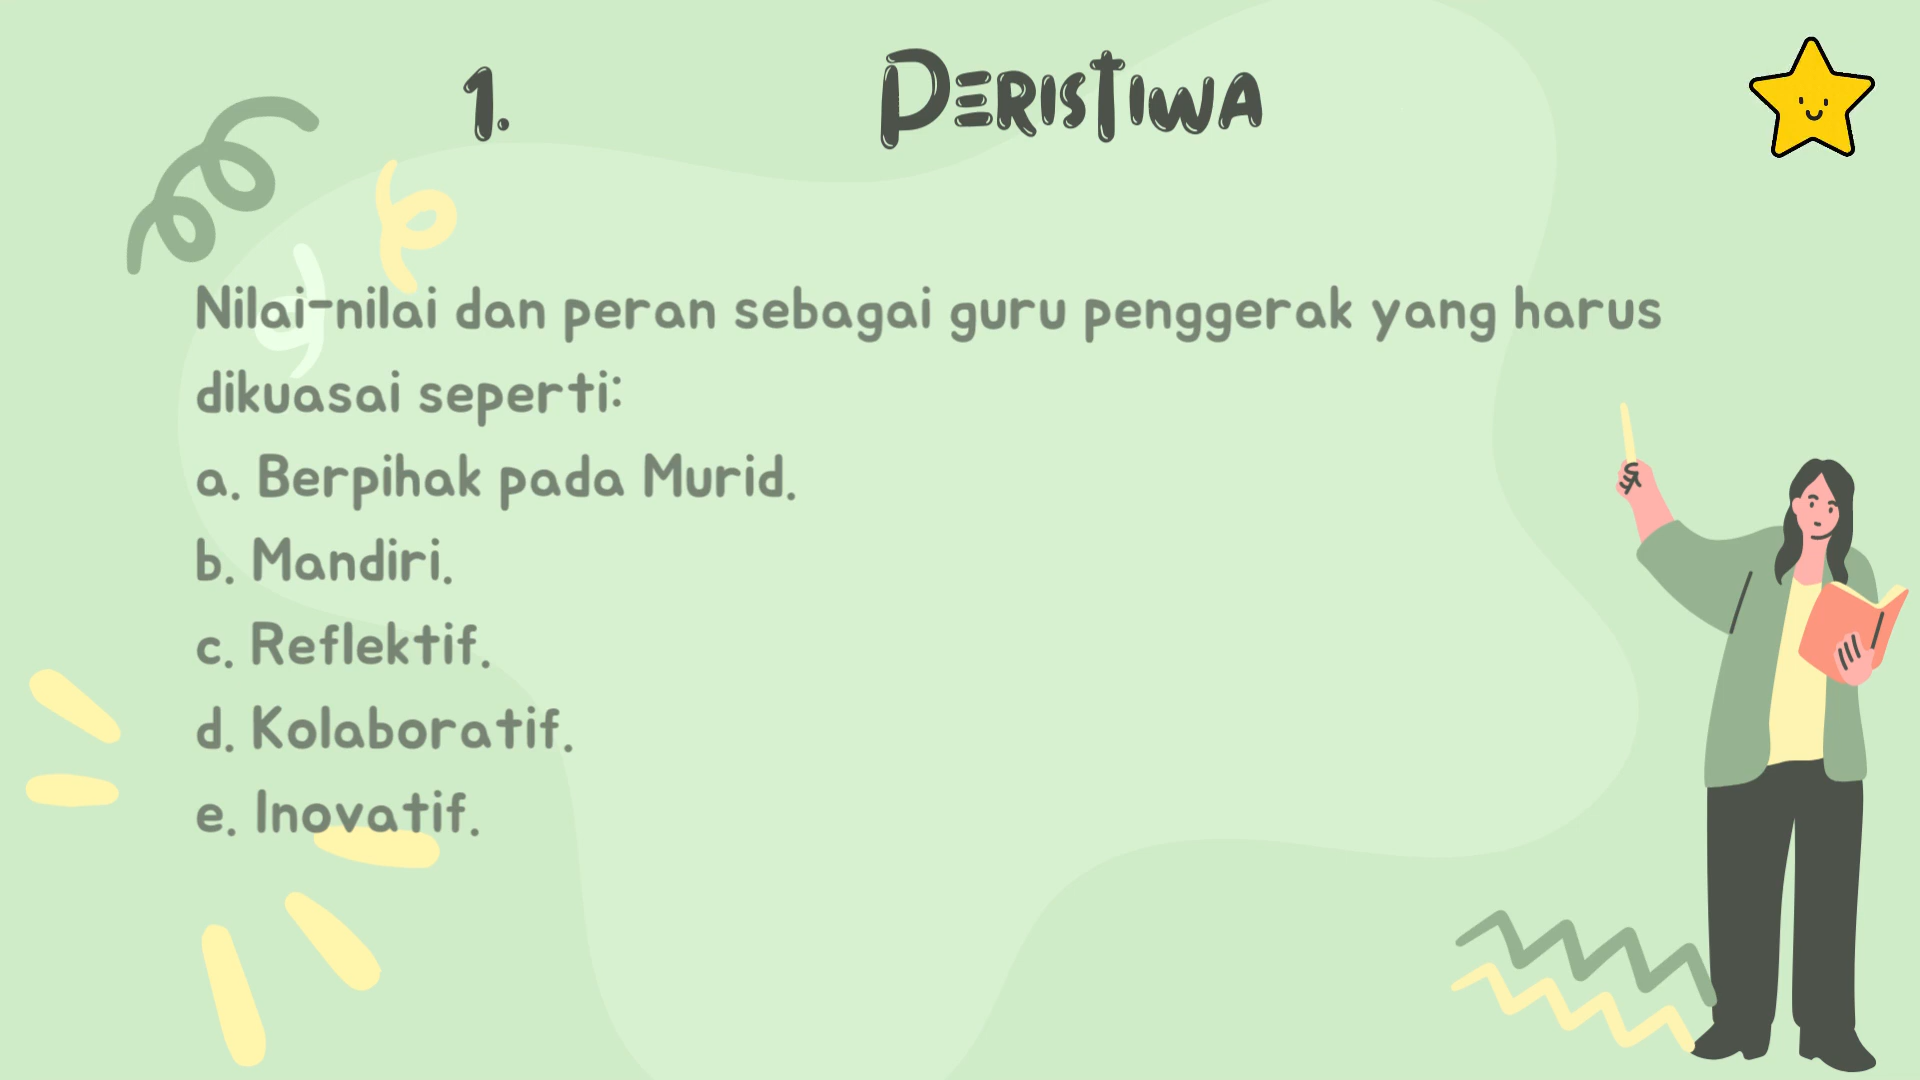 1. Peristiwa
Nilai-nilai dan peran sebagai guru penggerak yang harus
dikuasai seperti:
a. Berpihak pada Murid.
b. Mandiri.
c. Reflektif.
d. Kolaboratif.
e. Inovatif.